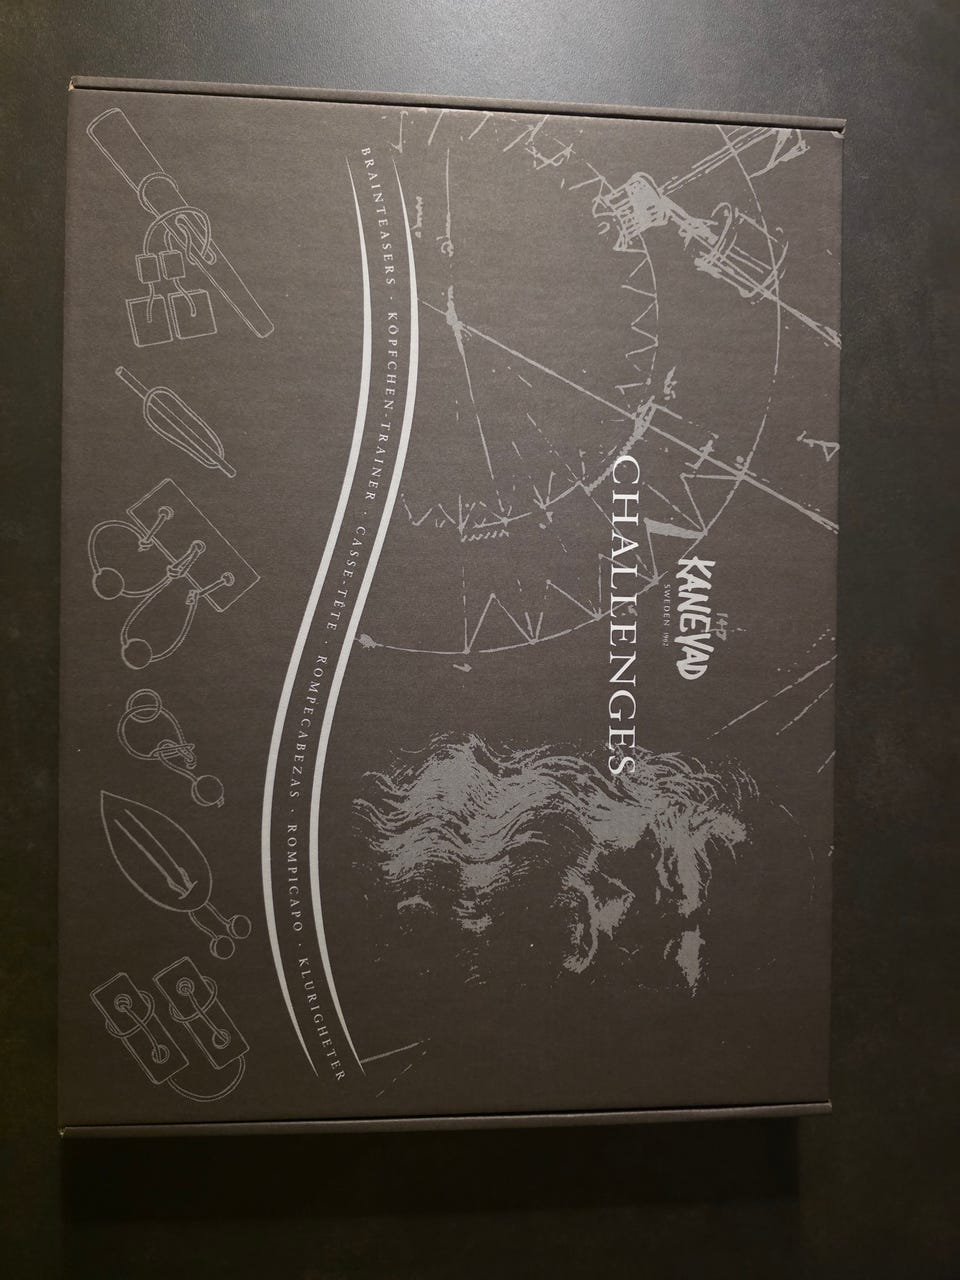 KANEVAD
SWEDEN 1962
CHALLENGES
BRAINTEASERS · KÖPFCHEN-TRAINER · CASSE-TÊTE · ROMPECABEZAS · ROMPICAPO · KLURIGHETER